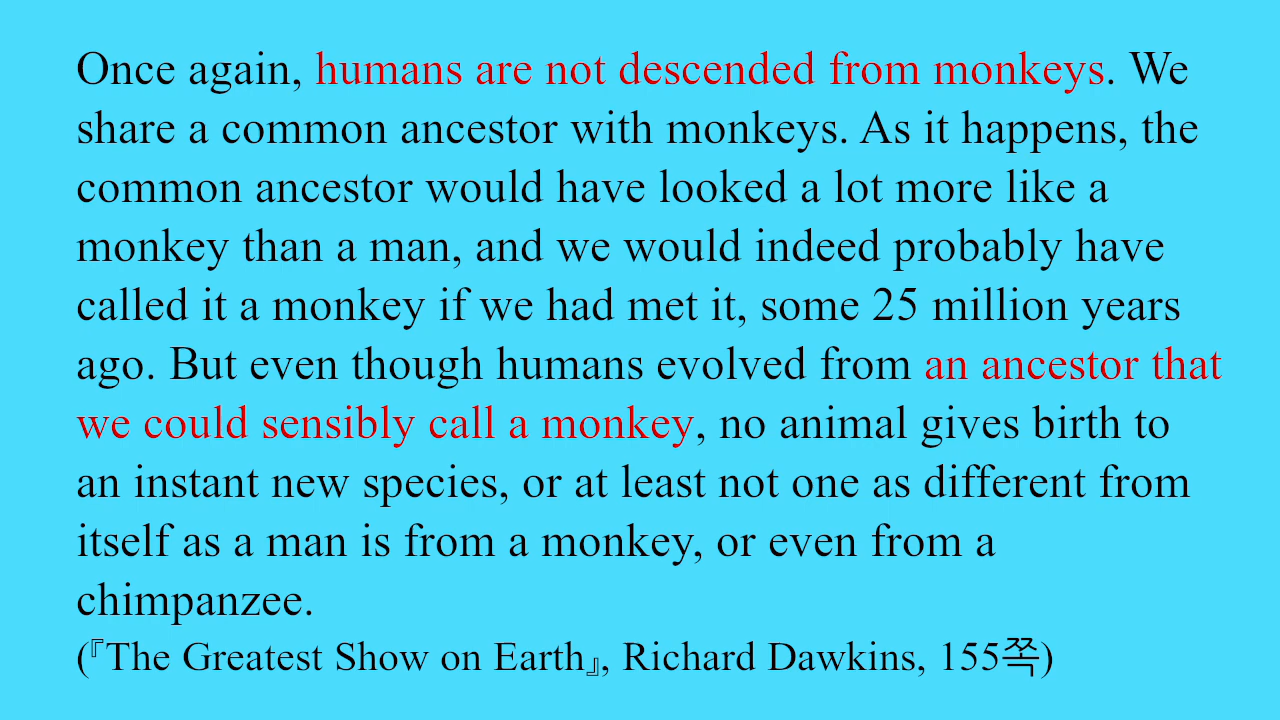 Once again, humans are not descended from monkeys. We
share a common ancestor with monkeys. As it happens, the
common ancestor would have looked a lot more like a
monkey than a man, and we would indeed probably have
called it a monkey if we had met it, some 25 million years
ago. But even though humans evolved from an ancestor that
we could sensibly call a monkey, no animal gives birth to
an instant new species, or at least not one as different from
itself as a man is from a monkey, or even from a
chimpanzee.
(『The Greatest Show on Earth』, Richard Dawkins, 155쪽)